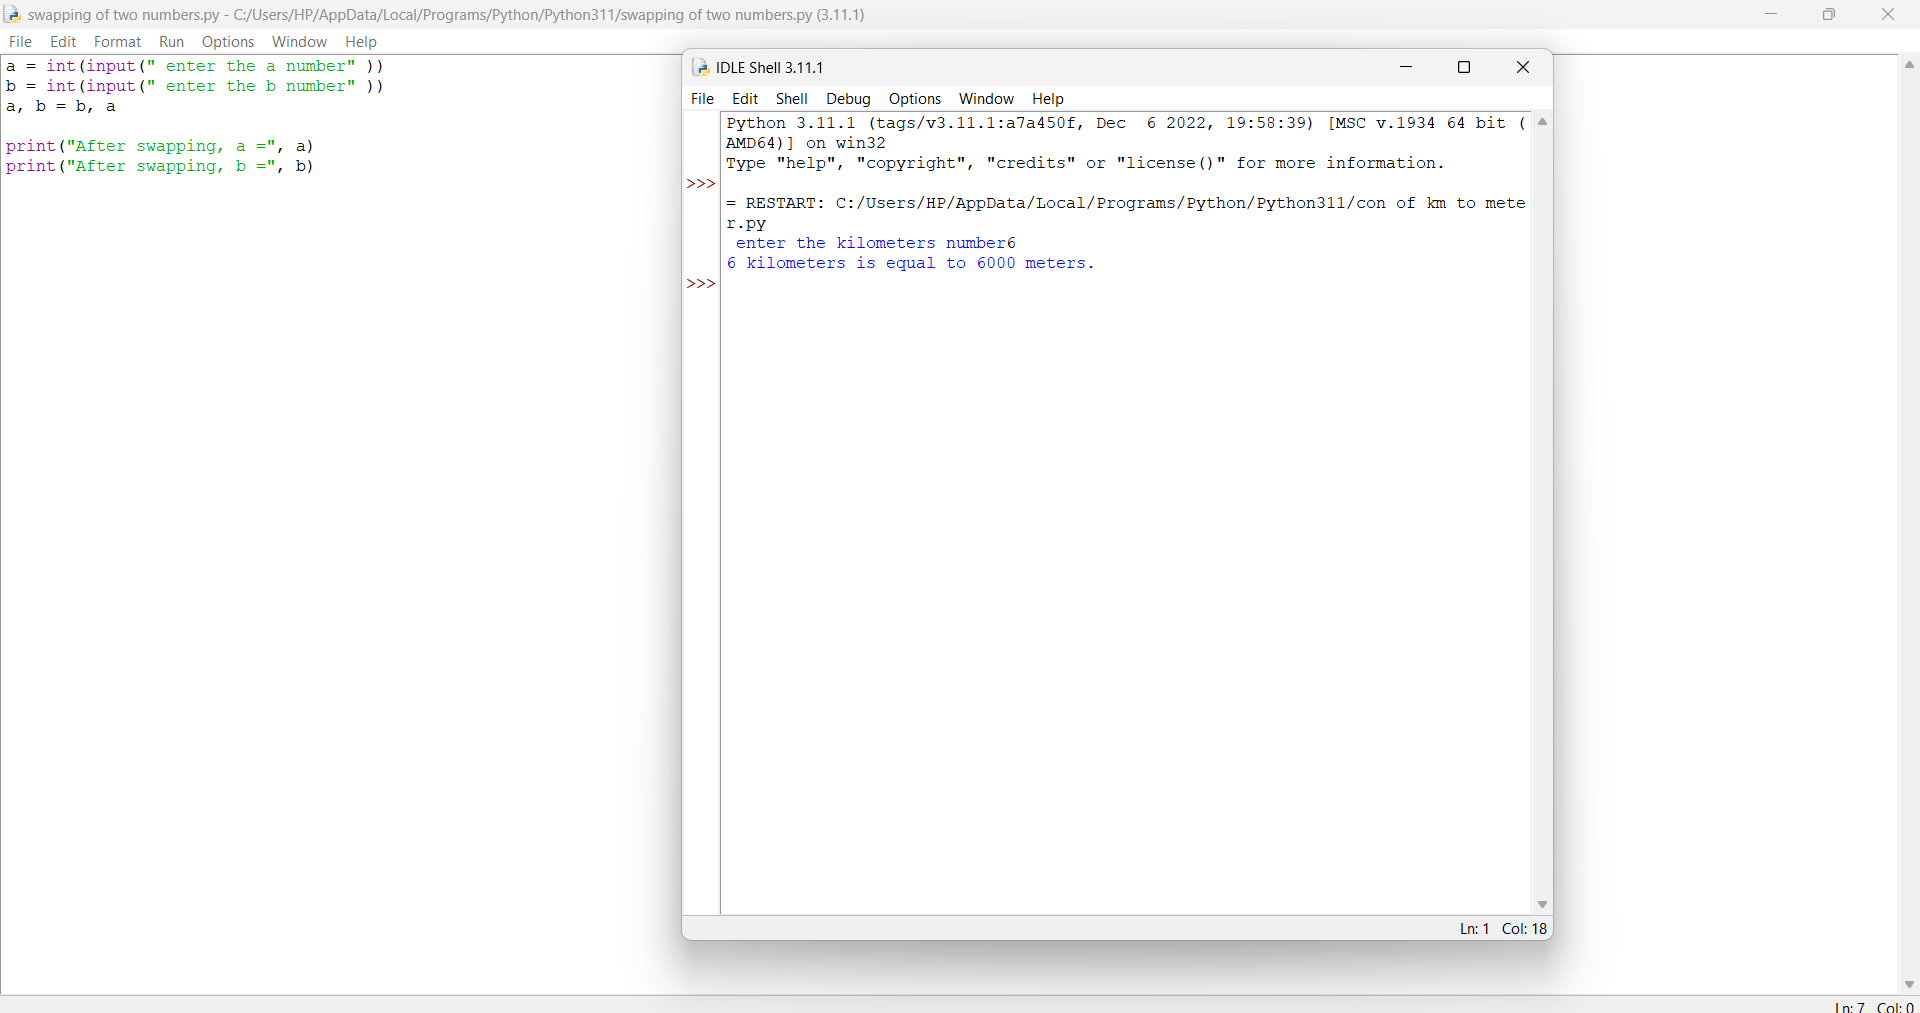 swapping of two numbers.py - C:/Users/HP/AppData/Local/Programs/Python/Python311/swapping of two numbers.py (3.11.1)
File Edit Format Run Options Window Help
a = int(input(" enter the a number" ))
b = int(input(" enter the b number" ))
a, b = b, a
print("After swapping, a =", a)
print("After swapping, b =", b)
IDLE Shell 3.11.1
File Edit Shell Debug Options Window Help
Python 3.11.1 (tags/v3.11.1:a7a450f, Dec  6 2022, 19:58:39) [MSC v.1934 64 bit (
AMD64)] on win32
Type "help", "copyright", "credits" or "license()" for more information.
>>>
= RESTART: C:/Users/HP/AppData/Local/Programs/Python/Python311/con of km to mete
r.py
 enter the kilometers number6
6 kilometers is equal to 6000 meters.
>>>
Ln: 1 Col: 18
Ln: 7 Col: 0